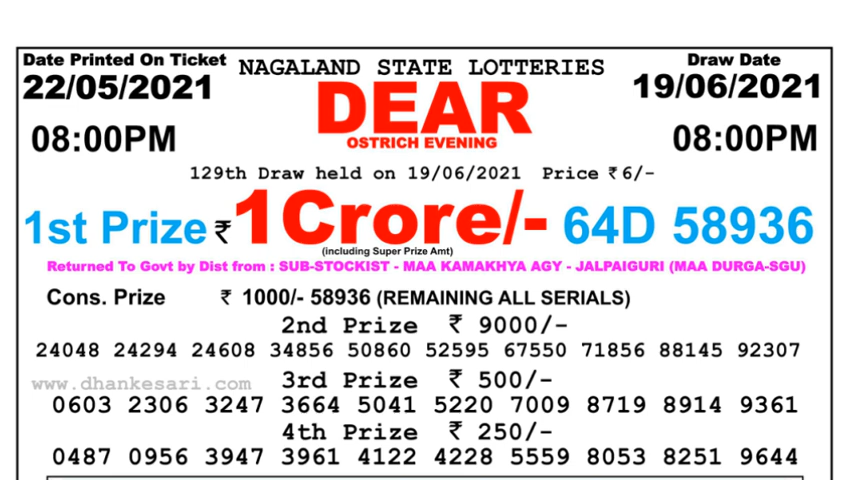 Date Printed On Ticket NAGALAND STATE LOTTERIES Draw Date
22/05/2021 DEAR 19/06/2021
OSTRICH EVENING
08:00PM 08:00PM
129th Draw held on 19/06/2021 Price ₹ 6/-
1st Prize ₹ 1Crore/- 64D 58936
(including Super Prize Amt)
Returned To Govt by Dist from : SUB-STOCKIST - MAA KAMAKHYA AGY - JALPAIGURI (MAA DURGA-SGU)
Cons. Prize ₹ 1000/- 58936 (REMAINING ALL SERIALS)
2nd Prize ₹ 9000/-
24048 24294 24608 34856 50860 52595 67550 71856 88145 92307
www.dhankesari.com 3rd Prize ₹ 500/-
0603 2306 3247 3664 5041 5220 7009 8719 8914 9361
4th Prize ₹ 250/-
0487 0956 3947 3961 4122 4228 5559 8053 8251 9644